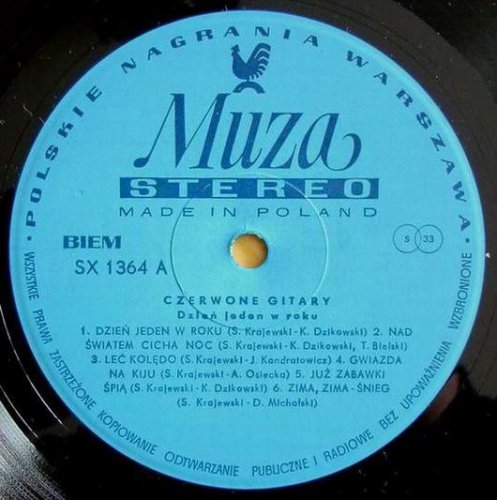 • POLSKIE NAGRANIA WARSZAWA •
Muza
STEREO
MADE IN POLAND
BIEM
SX 1364 A
S 33
CZERWONE GITARY
Dzień jeden w roku
1. DZIEŃ JEDEN W ROKU (S. Krajewski - K. Dzikowski) 2. NAD
ŚWIATEM CICHA NOC (S. Krajewski - K. Dzikowski, T. Bielski)
3. LEĆ KOLĘDO (S. Krajewski - J. Kondratowicz) 4. GWIAZDA
NA KIJU (S. Krajewski - A. Osiecka) 5. JUŻ ZABAWKI
ŚPIĄ (S. Krajewski - K. Dzikowski) 6. ZIMA, ZIMA - ŚNIEG
(S. Krajewski - D. Michalski)
WSZYSTKIE PRAWA ZASTRZEŻONE KOPIOWANIE ODTWARZANIE PUBLICZNE I RADIOWE BEZ UPOWAŻNIENIA WZBRONIONE